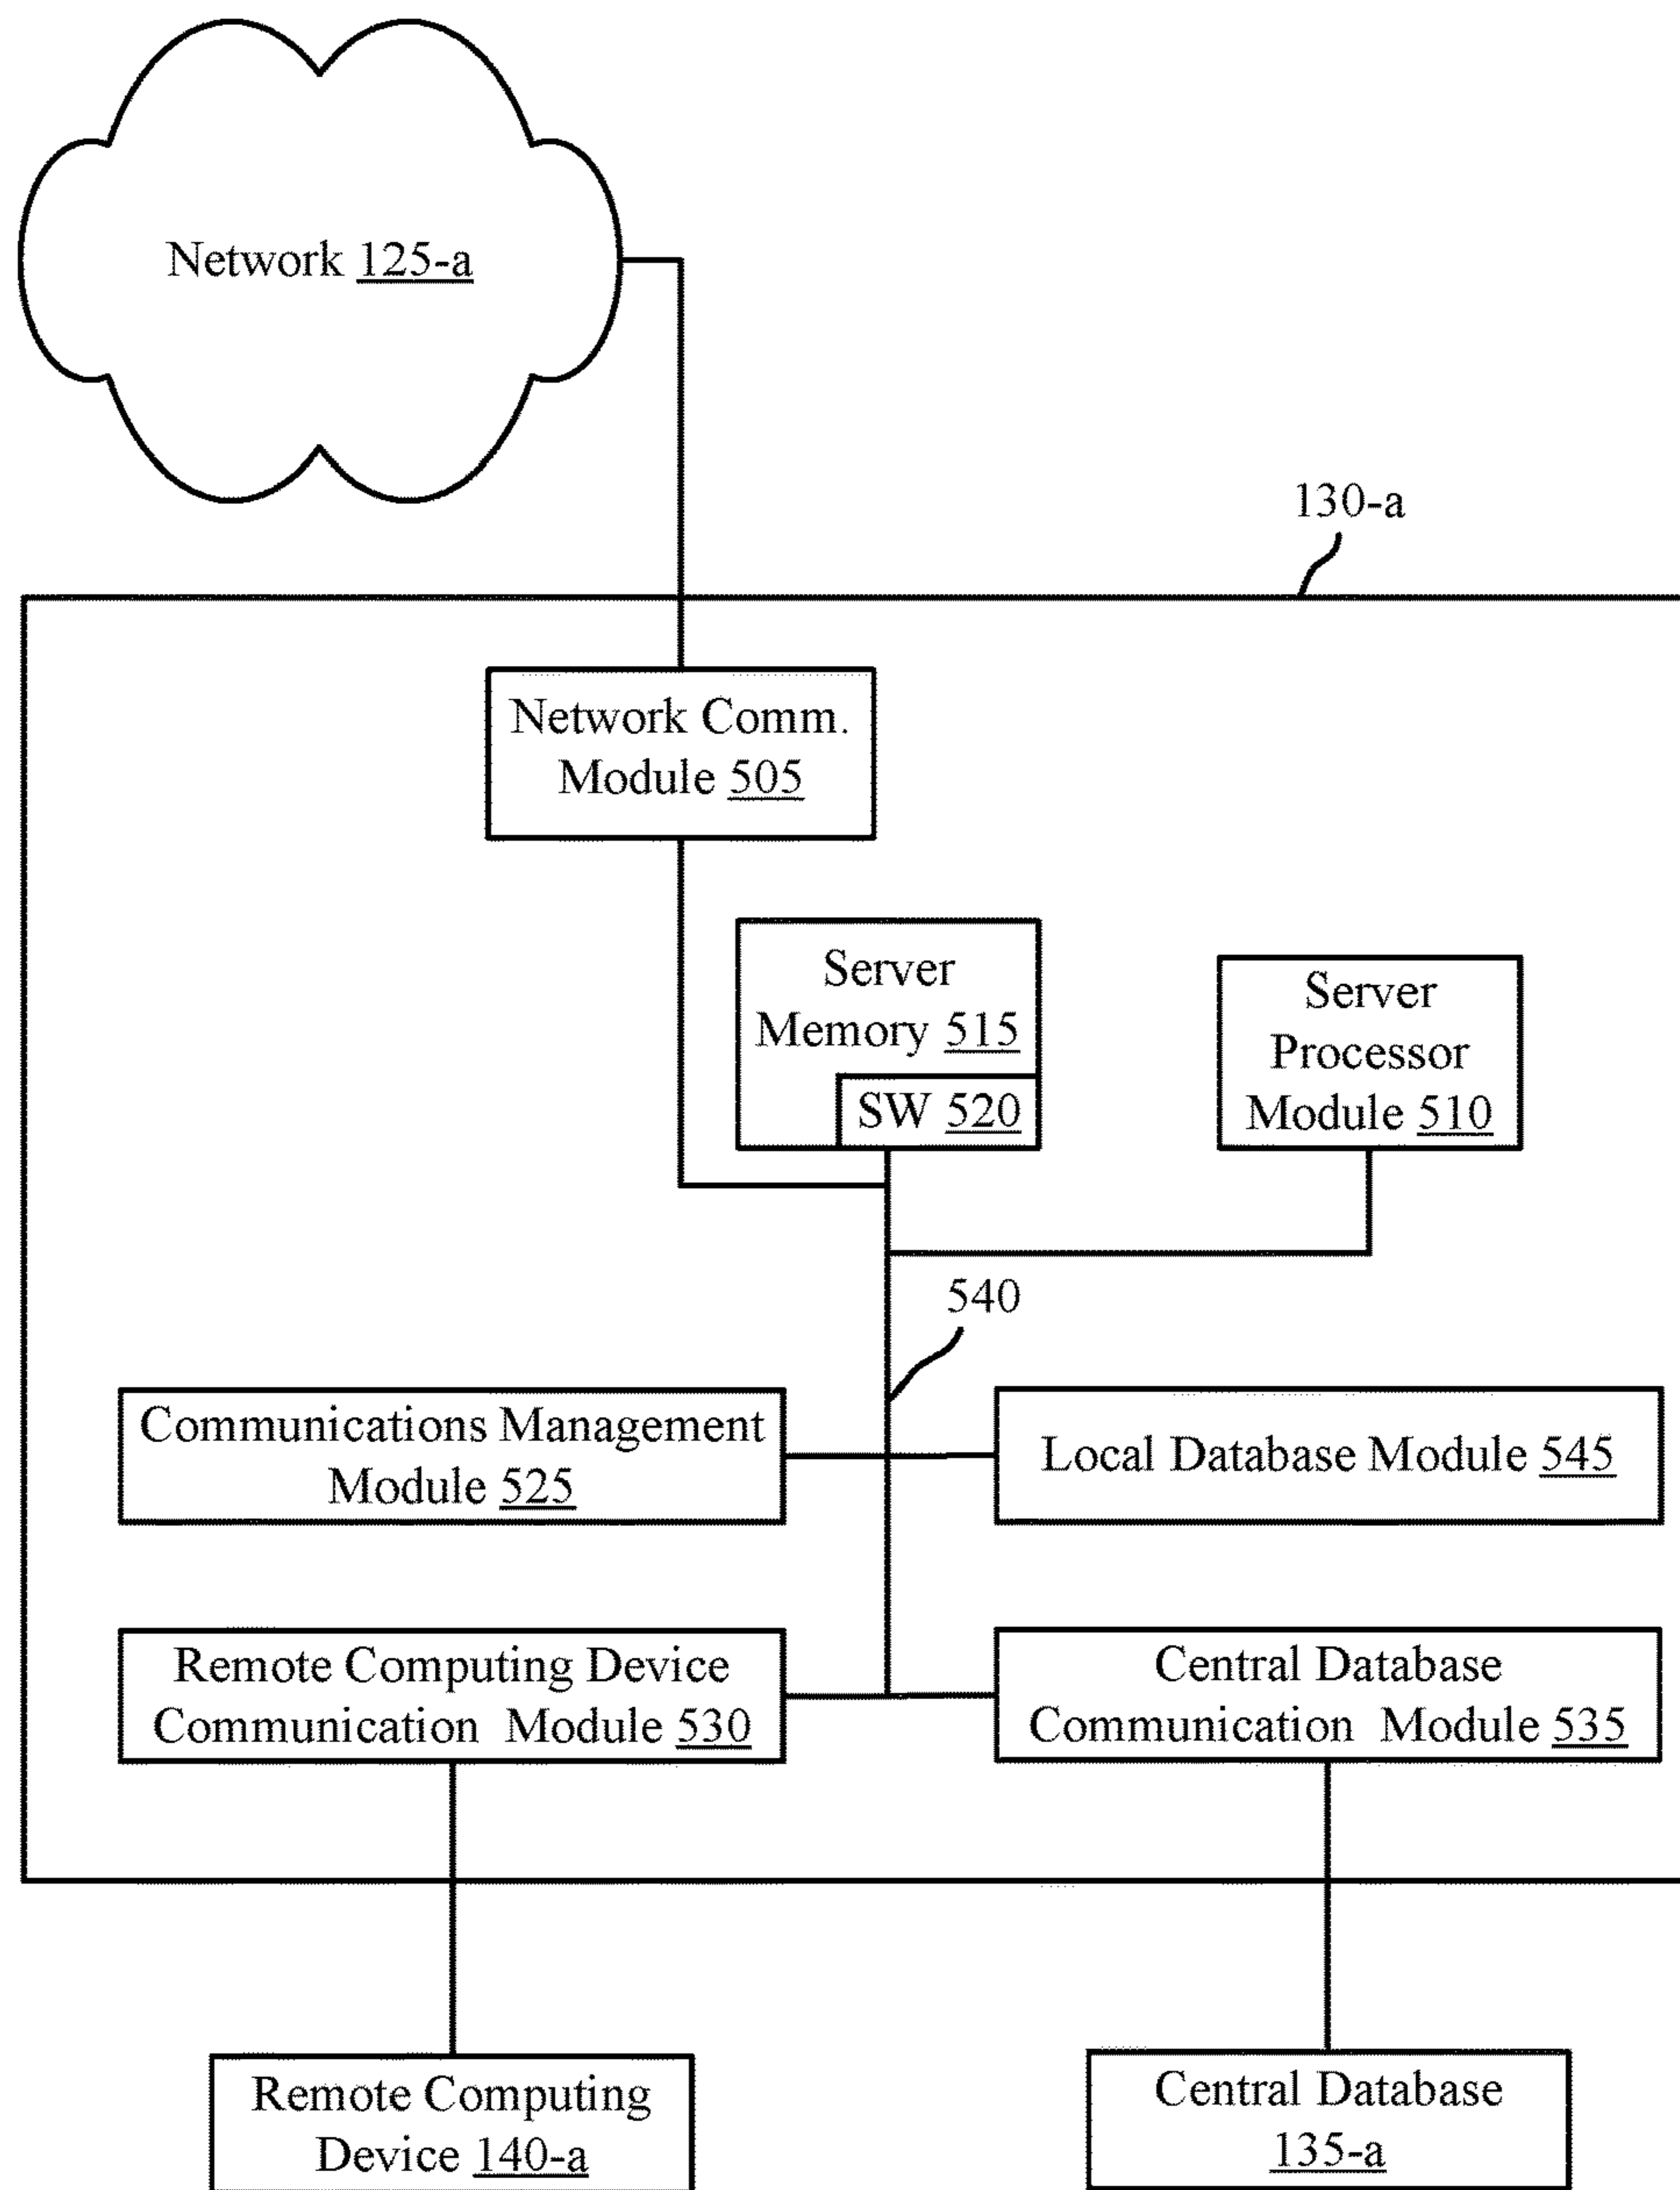 Network 125-a
130-a
Network Comm.
Module 505
Server
Memory 515
SW 520
Server
Processor
Module 510
540
Communications Management
Module 525
Local Database Module 545
Remote Computing Device
Communication Module 530
Central Database
Communication Module 535
Remote Computing
Device 140-a
Central Database
135-a